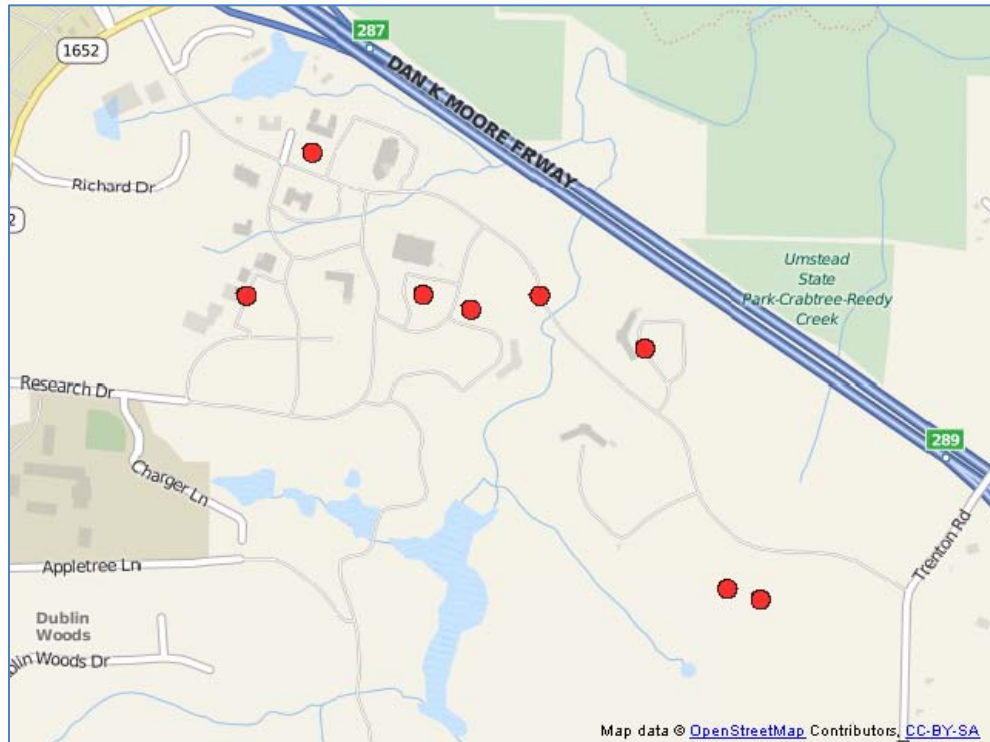 287
1652
DAN K MOORE FRWAY
Richard Dr
2
Umstead
State
Park-Crabtree-Reedy
Creek
Research Dr
289
Charger Ln
Trenton Rd
Appletree Ln
Dublin
Woods
blin Woods Dr
Map data © OpenStreetMap Contributors, CC-BY-SA